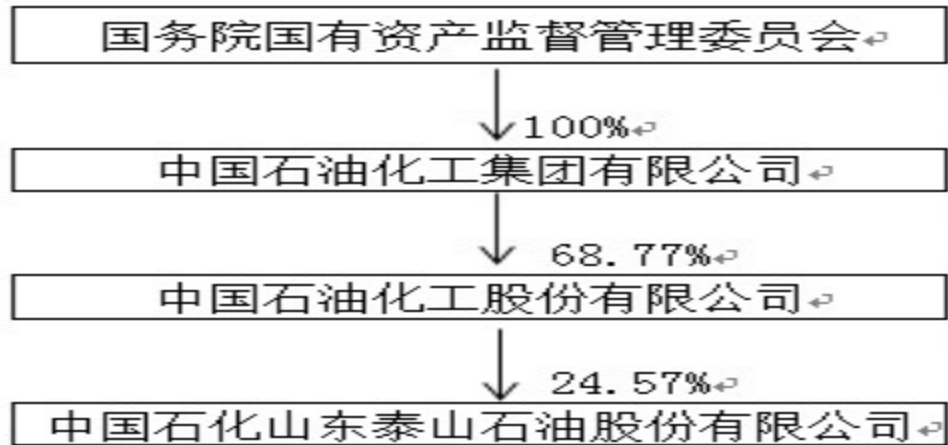 国务院国有资产监督管理委员会
100%
中国石油化工集团有限公司
68.77%
中国石油化工股份有限公司
24.57%
中国石化山东泰山石油股份有限公司